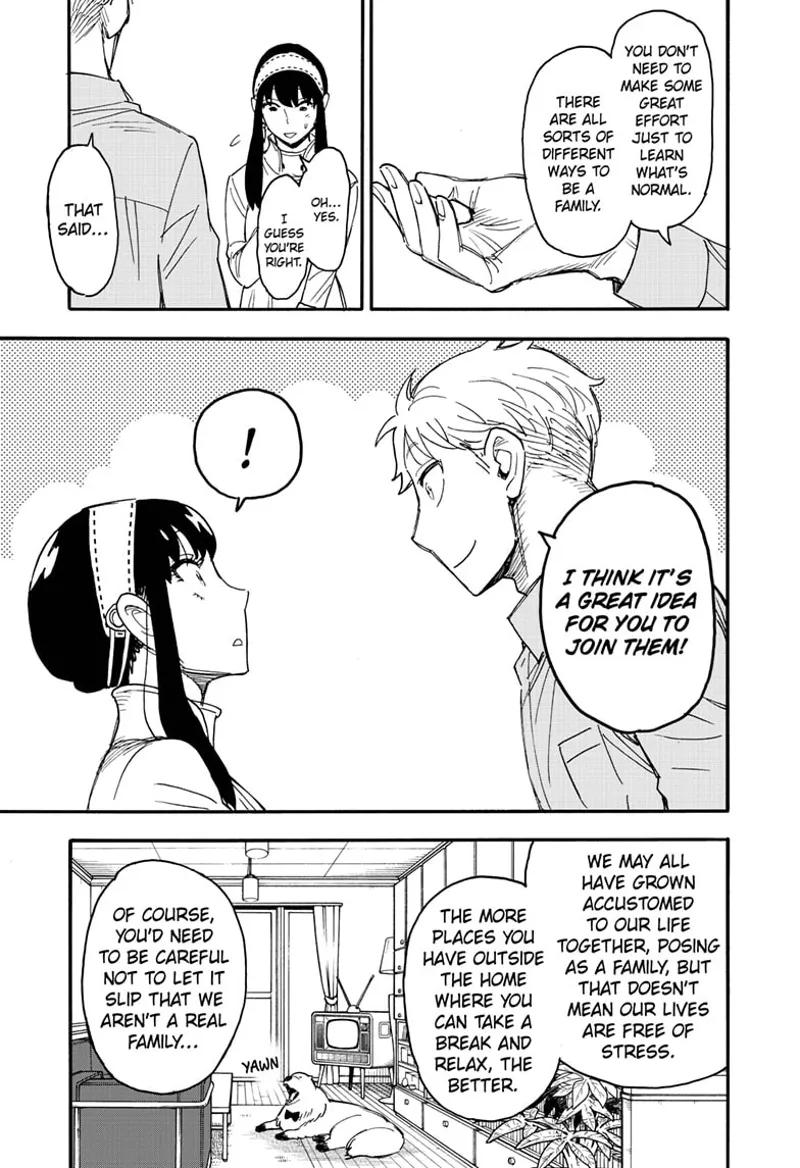 YOU DON'T
NEED TO
MAKE SOME
GREAT
EFFORT
JUST TO
LEARN
WHAT'S
NORMAL.
THERE
ARE ALL
SORTS OF
DIFFERENT
WAYS TO
BE A
FAMILY.
OH...
YES.
I
GUESS
YOU'RE
RIGHT.
THAT
SAID...
I THINK IT'S
A GREAT IDEA
FOR YOU TO
JOIN THEM!
!
WE MAY ALL
HAVE GROWN
ACCUSTOMED
TO OUR LIFE
TOGETHER, POSING
AS A FAMILY, BUT
THAT DOESN'T
MEAN OUR LIVES
ARE FREE OF
STRESS.
THE MORE
PLACES YOU
HAVE OUTSIDE
THE HOME
WHERE YOU
CAN TAKE A
BREAK AND
RELAX, THE
BETTER.
OF COURSE,
YOU'D NEED
TO BE CAREFUL
NOT TO LET IT
SLIP THAT WE
AREN'T A REAL
FAMILY...
YAWN